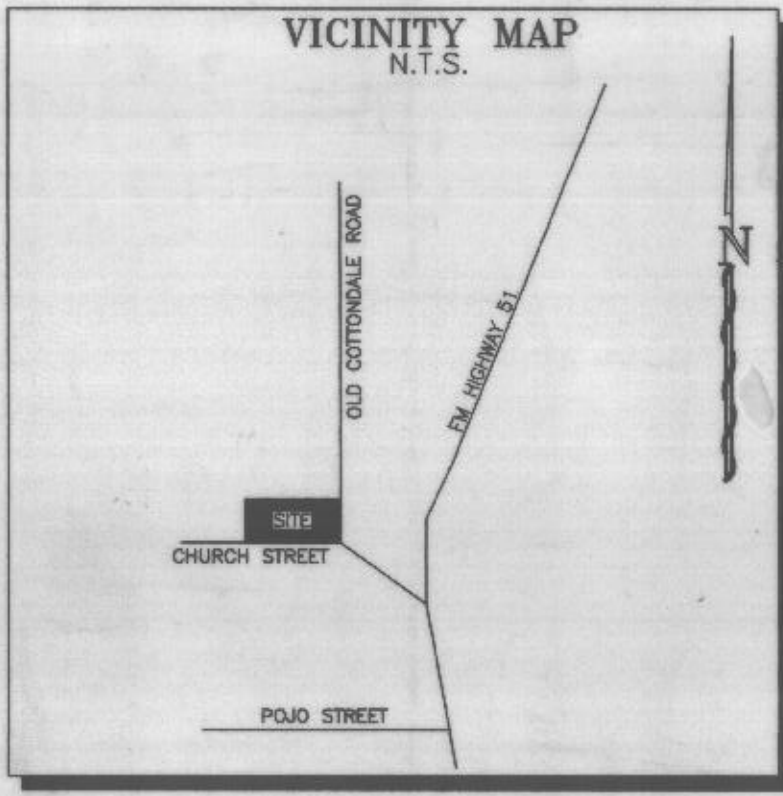 VICINITY MAP
N.T.S.
OLD COTTONDALE ROAD
FM HIGHWAY 51
N
SITE
CHURCH STREET
POJO STREET